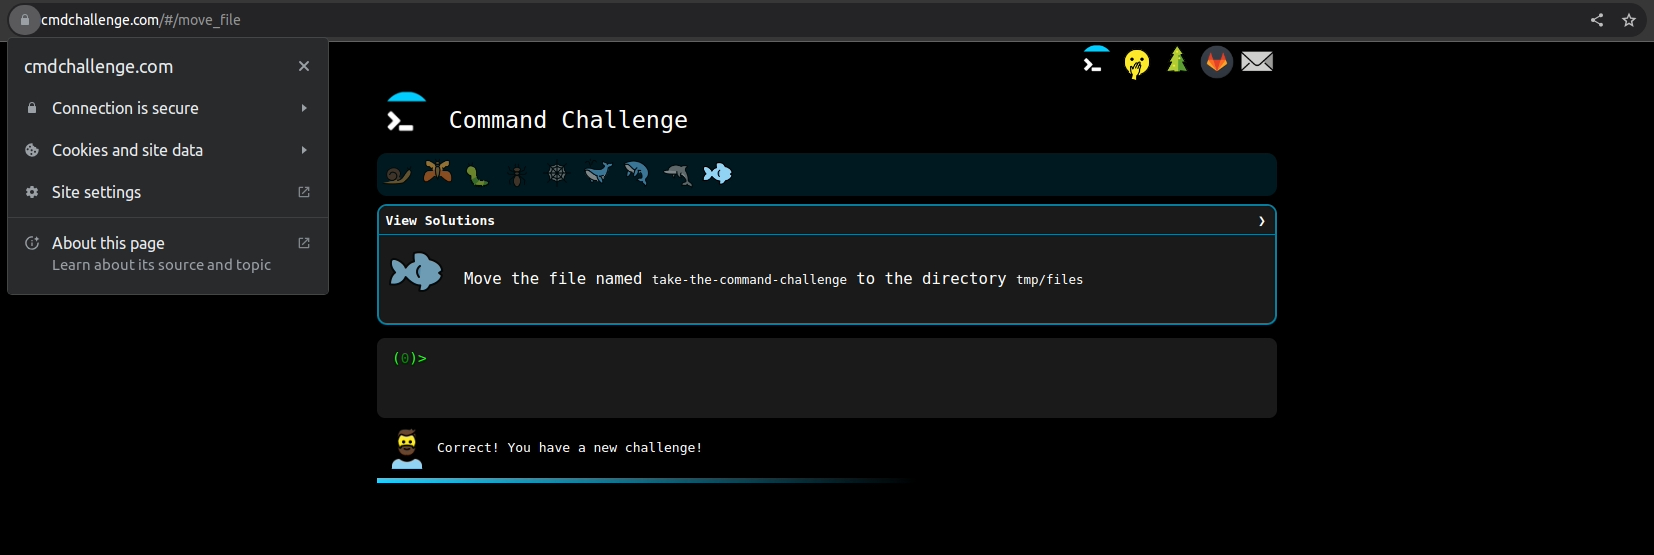 cmdchallenge.com/#/move_file
cmdchallenge.com
Connection is secure
Cookies and site data
Site settings
About this page
Learn about its source and topic
Command Challenge
View Solutions
Move the file named take-the-command-challenge to the directory tmp/files
(0)>
Correct! You have a new challenge!